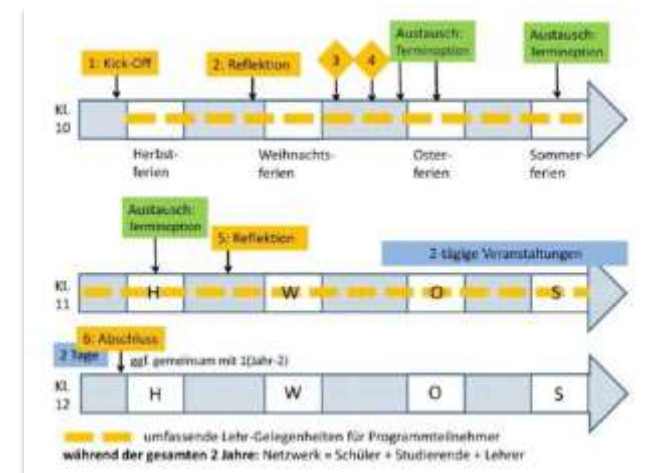 Austausch:
Terminoption
Austausch:
Terminoption
1: Kick-Off
2: Reflektion
3
4
Kl.
10
Herbst-
ferien
Weihnachts-
ferien
Oster-
ferien
Sommer-
ferien
Austausch:
Terminoption
5: Reflektion
2-tägige Veranstaltungen
Kl.
11
H
W
O
S
6: Abschluss
2 Tage
ggf. gemeinsam mit 1(Jahr-2)
Kl.
12
H
W
O
S
umfassende Lehr-Gelegenheiten für Programmteilnehmer
während der gesamten 2 Jahre: Netzwerk = Schüler + Studierende + Lehrer